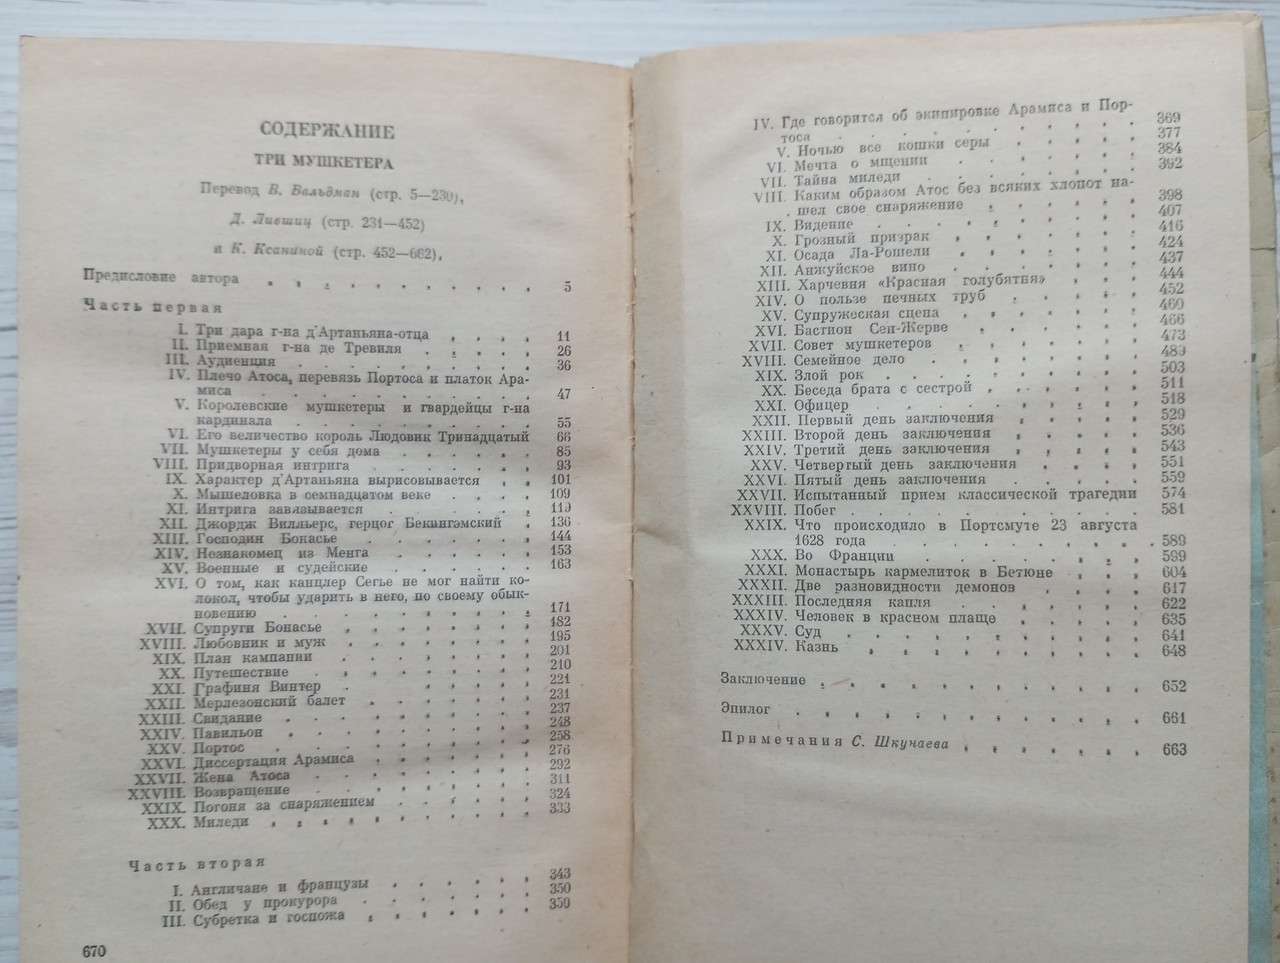 СОДЕРЖАНИЕ
ТРИ МУШКЕТЕРА
Перевод В. Вальдман (стр. 5—230),
Д. Лившиц (стр. 231—452)
и К. Ксаниной (стр. 452—662).
Предисловие автора . . . . . . . . . . 5
Часть первая
I. Три дара г-на д'Артаньяна-отца . . . . 11
II. Приемная г-на де Тревиля . . . . . 26
III. Аудиенция . . . . . . . . . . 36
IV. Плечо Атоса, перевязь Портоса и платок Ара-
миса . . . . . . . . . . . 47
V. Королевские мушкетеры и гвардейцы г-на
кардинала . . . . . . . . . . 55
VI. Его величество король Людовик Тринадцатый 66
VII. Мушкетеры у себя дома . . . . . . 85
VIII. Придворная интрига . . . . . . 93
IX. Характер д'Артаньяна вырисовывается . . 101
X. Мышеловка в семнадцатом веке . . . . 109
XI. Интрига завязывается . . . . . . 119
XII. Джордж Вилльерс, герцог Бекингэмский . 136
XIII. Господин Бонасье . . . . . . . 144
XIV. Незнакомец из Менга . . . . . . 153
XV. Военные и судейские . . . . . . 163
XVI. О том, как канцлер Сегье не мог найти ко-
локол, чтобы ударить в него, по своему обык-
новению . . . . . . . . . . 171
XVII. Супруги Бонасье . . . . . . . 182
XVIII. Любовник и муж . . . . . . . 195
XIX. План кампании . . . . . . . 201
XX. Путешествие . . . . . . . . 210
XXI. Графиня Винтер . . . . . . . 221
XXII. Мерлезонский балет . . . . . . 231
XXIII. Свидание . . . . . . . . . 237
XXIV. Павильон . . . . . . . . . 248
XXV. Портос . . . . . . . . . . 258
XXVI. Диссертация Арамиса . . . . . . 276
XXVII. Жена Атоса . . . . . . . . 292
XXVIII. Возвращение . . . . . . . . 311
XXIX. Погоня за снаряжением . . . . . 324
XXX. Миледи . . . . . . . . . . 333
Часть вторая
I. Англичане и французы . . . . . . 343
II. Обед у прокурора . . . . . . . 350
III. Субретка и госпожа . . . . . . 359
670
IV. Где говорится об экипировке Арамиса и Пор-
тоса . . . . . . . . . . . 369
V. Ночью все кошки серы . . . . . 377
VI. Мечта о мщении . . . . . . . 384
VII. Тайна миледи . . . . . . . . 392
VIII. Каким образом Атос без всяких хлопот на-
шел свое снаряжение . . . . . . 398
IX. Видение . . . . . . . . . 407
X. Грозный призрак . . . . . . . 416
XI. Осада Ла-Рошели . . . . . . . 424
XII. Анжуйское вино . . . . . . . 437
XIII. Харчевня «Красная голубятня» . . . 444
XIV. О пользе печных труб . . . . . 452
XV. Супружеская сцена . . . . . . 460
XVI. Бастион Сен-Жерве . . . . . . 466
XVII. Совет мушкетеров . . . . . . 473
XVIII. Семейное дело . . . . . . . 489
XIX. Злой рок . . . . . . . . . 503
XX. Беседа брата с сестрой . . . . . 511
XXI. Офицер . . . . . . . . . 518
XXII. Первый день заключения . . . . 529
XXIII. Второй день заключения . . . . 536
XXIV. Третий день заключения . . . . 543
XXV. Четвертый день заключения . . . . 551
XXVI. Пятый день заключения . . . . . 559
XXVII. Испытанный прием классической трагедии 574
XXVIII. Побег . . . . . . . . . . 581
XXIX. Что происходило в Портсмуте 23 августа
1628 года . . . . . . . . . 589
XXX. Во Франции . . . . . . . . 599
XXXI. Монастырь кармелиток в Бетюне . . . 604
XXXII. Две разновидности демонов . . . . 617
XXXIII. Последняя капля . . . . . . . 622
XXXIV. Человек в красном плаще . . . . . 635
XXXV. Суд . . . . . . . . . . . 641
XXXIV. Казнь . . . . . . . . . . 648
Заключение . . . . . . . . . . . 652
Эпилог . . . . . . . . . . . . 661
Примечания С. Шкунаева . . . . . . . 663